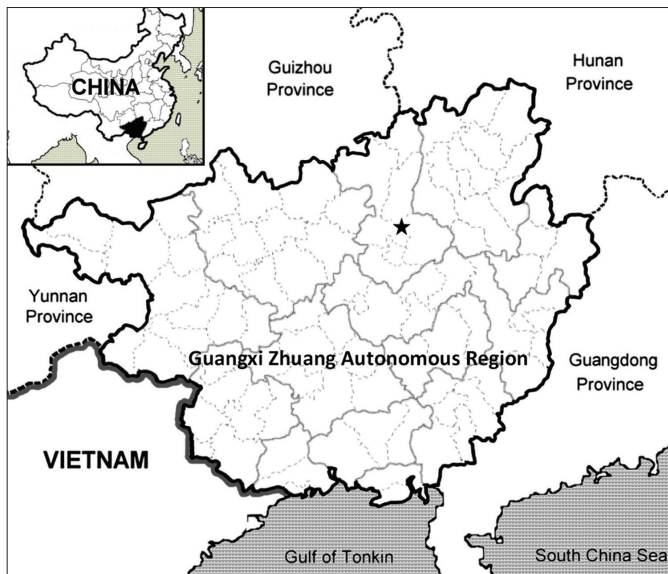 CHINA
Guizhou
Province
Hunan
Province
Yunnan
Province
Guangxi Zhuang Autonomous Region
Guangdong
Province
VIETNAM
Gulf of Tonkin
South China Sea